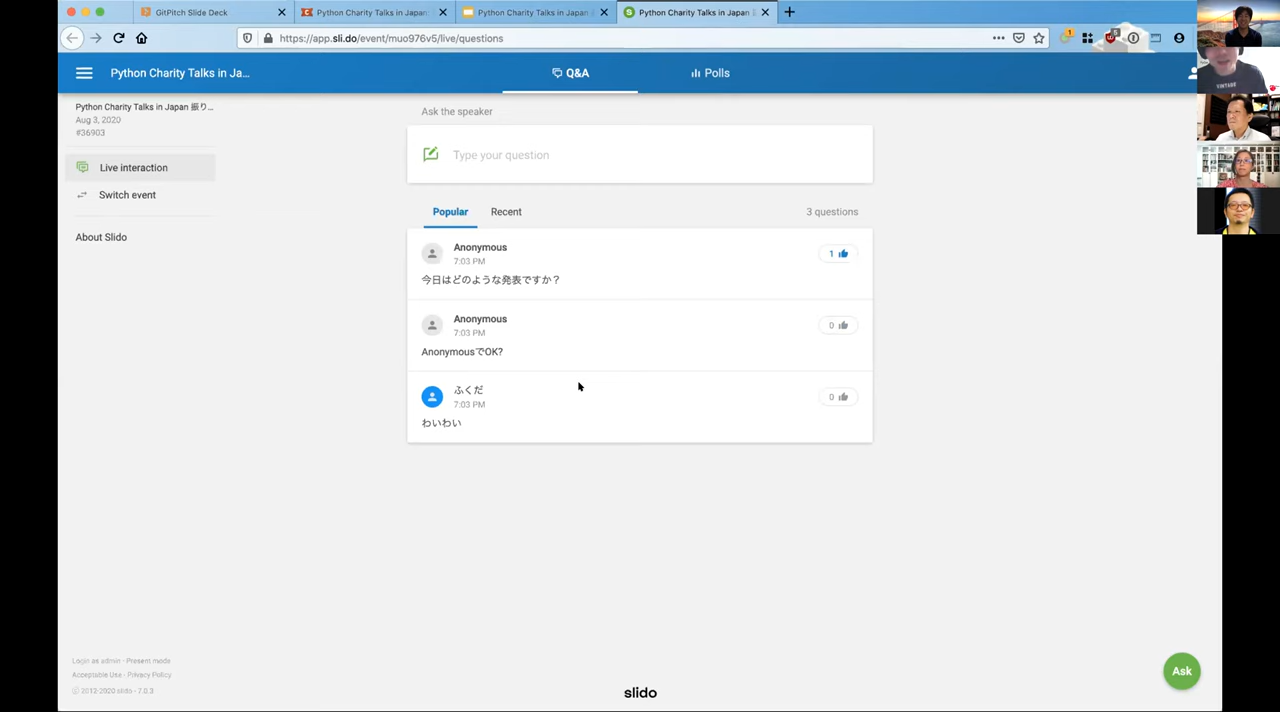 GitPitch Slide Deck
Python Charity Talks in Japan:
Python Charity Talks in Japan
Python Charity Talks in Japan
https://app.sli.do/event/muo976v5/live/questions
Python Charity Talks in Ja...
Q&A
Polls
Python Charity Talks in Japan 振り...
Aug 3, 2020
#36903
Live interaction
Switch event
About Slido
Ask the speaker
Type your question
Popular
Recent
3 questions
Anonymous
7:03 PM
1
今日はどのような発表ですか？
Anonymous
7:03 PM
0
AnonymousでOK?
ふくだ
7:03 PM
0
わいわい
Login as admin · Present mode
Acceptable Use · Privacy Policy
© 2012-2020 slido · 7.0.3
slido
Ask
VINTAGE